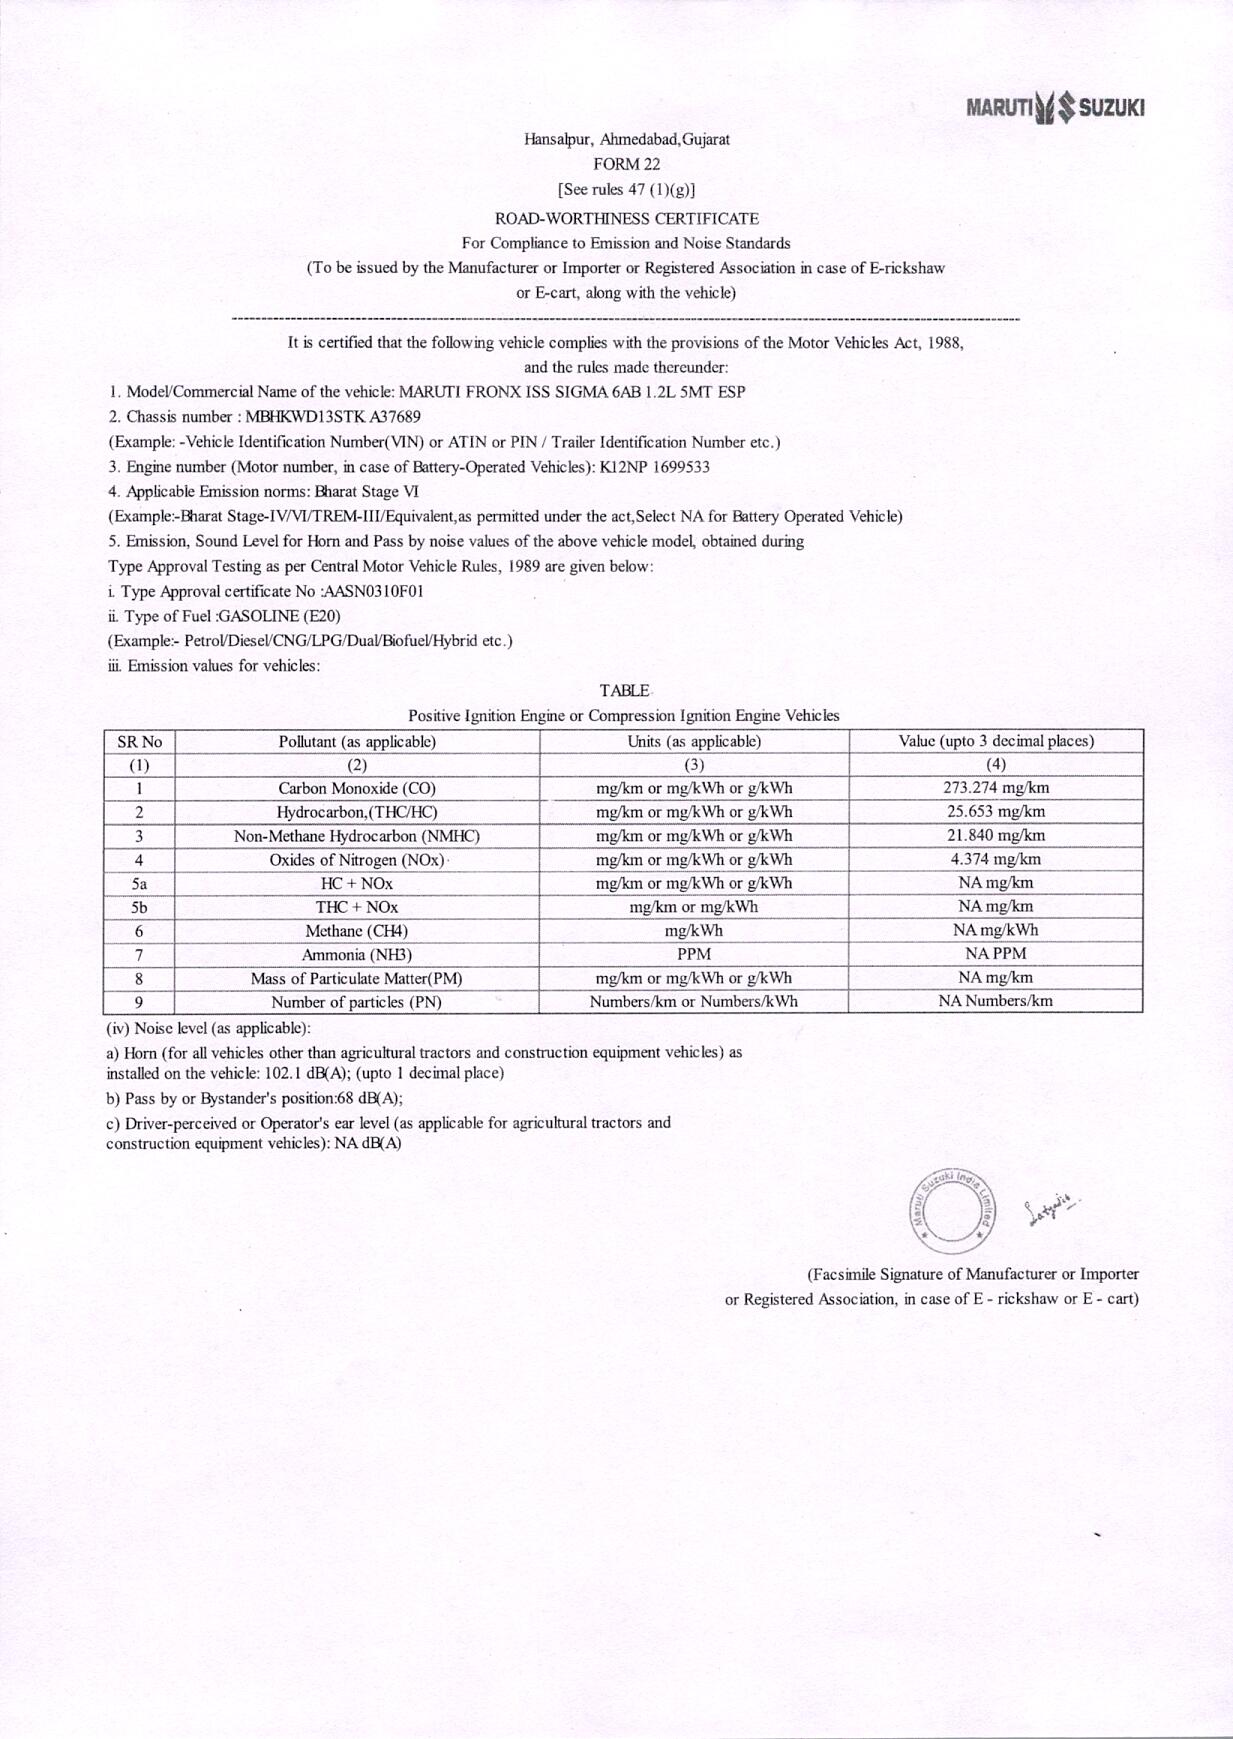 MARUTI SUZUKI
Hansalpur, Ahmedabad,Gujarat
FORM 22
[See rules 47 (1)(g)]
ROAD-WORTHINESS CERTIFICATE
For Compliance to Emission and Noise Standards
(To be issued by the Manufacturer or Importer or Registered Association in case of E-rickshaw
or E-cart, along with the vehicle)
It is certified that the following vehicle complies with the provisions of the Motor Vehicles Act, 1988,
and the rules made thereunder:
1. Model/Commercial Name of the vehicle: MARUTI FRONX ISS SIGMA 6AB 1.2L 5MT ESP
2. Chassis number : MBHKWD13STK A37689
(Example: -Vehicle Identification Number(VIN) or ATIN or PIN / Trailer Identification Number etc.)
3. Engine number (Motor number, in case of Battery-Operated Vehicles): K12NP 1699533
4. Applicable Emission norms: Bharat Stage VI
(Example:-Bharat Stage-IV/VI/TREM-III/Equivalent,as permitted under the act,Select NA for Battery Operated Vehicle)
5. Emission, Sound Level for Horn and Pass by noise values of the above vehicle model, obtained during
Type Approval Testing as per Central Motor Vehicle Rules, 1989 are given below:
i. Type Approval certificate No :AASN0310F01
ii. Type of Fuel :GASOLINE (E20)
(Example:- Petrol/Diesel/CNG/LPG/Dual/Biofuel/Hybrid etc.)
iii. Emission values for vehicles:
TABLE
Positive Ignition Engine or Compression Ignition Engine Vehicles
SR No Pollutant (as applicable) Units (as applicable) Value (upto 3 decimal places)
(1) (2) (3) (4)
1 Carbon Monoxide (CO) mg/km or mg/kWh or g/kWh 273.274 mg/km
2 Hydrocarbon,(THC/HC) mg/km or mg/kWh or g/kWh 25.653 mg/km
3 Non-Methane Hydrocarbon (NMHC) mg/km or mg/kWh or g/kWh 21.840 mg/km
4 Oxides of Nitrogen (NOx) mg/km or mg/kWh or g/kWh 4.374 mg/km
5a HC + NOx mg/km or mg/kWh or g/kWh NA mg/km
5b THC + NOx mg/km or mg/kWh NA mg/km
6 Methane (CH4) mg/kWh NA mg/kWh
7 Ammonia (NH3) PPM NA PPM
8 Mass of Particulate Matter(PM) mg/km or mg/kWh or g/kWh NA mg/km
9 Number of particles (PN) Numbers/km or Numbers/kWh NA Numbers/km
(iv) Noise level (as applicable):
a) Horn (for all vehicles other than agricultural tractors and construction equipment vehicles) as
installed on the vehicle: 102.1 dB(A); (upto 1 decimal place)
b) Pass by or Bystander's position:68 dB(A);
c) Driver-perceived or Operator's ear level (as applicable for agricultural tractors and
construction equipment vehicles): NA dB(A)
★ Maruti Suzuki India Limited ★
(Facsimile Signature of Manufacturer or Importer
or Registered Association, in case of E - rickshaw or E - cart)